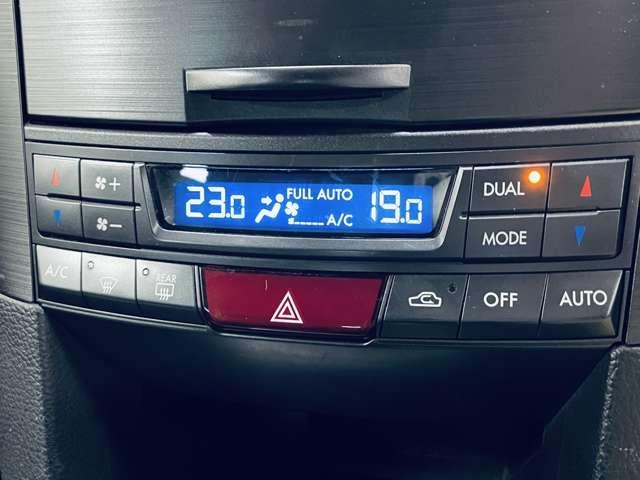 23.0 FULL AUTO 19.0
A/C
DUAL
MODE
A/C
REAR
OFF
AUTO